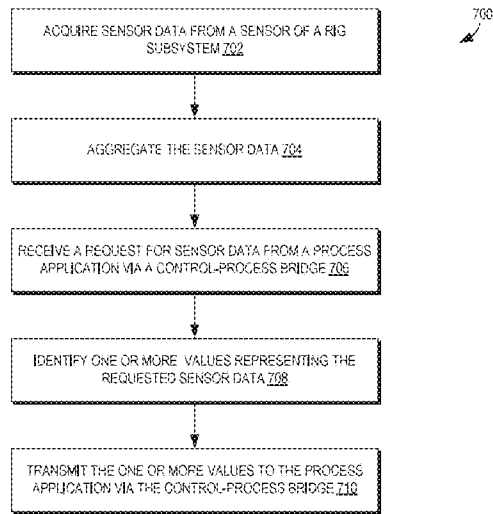 700
ACQUIRE SENSOR DATA FROM A SENSOR OF A RIG
SUBSYSTEM 702
AGGREGATE THE SENSOR DATA 704
RECEIVE A REQUEST FOR SENSOR DATA FROM A PROCESS
APPLICATION VIA A CONTROL-PROCESS BRIDGE 706
IDENTIFY ONE OR MORE VALUES REPRESENTING THE
REQUESTED SENSOR DATA 708
TRANSMIT THE ONE OR MORE VALUES TO THE PROCESS
APPLICATION VIA THE CONTROL-PROCESS BRIDGE 710